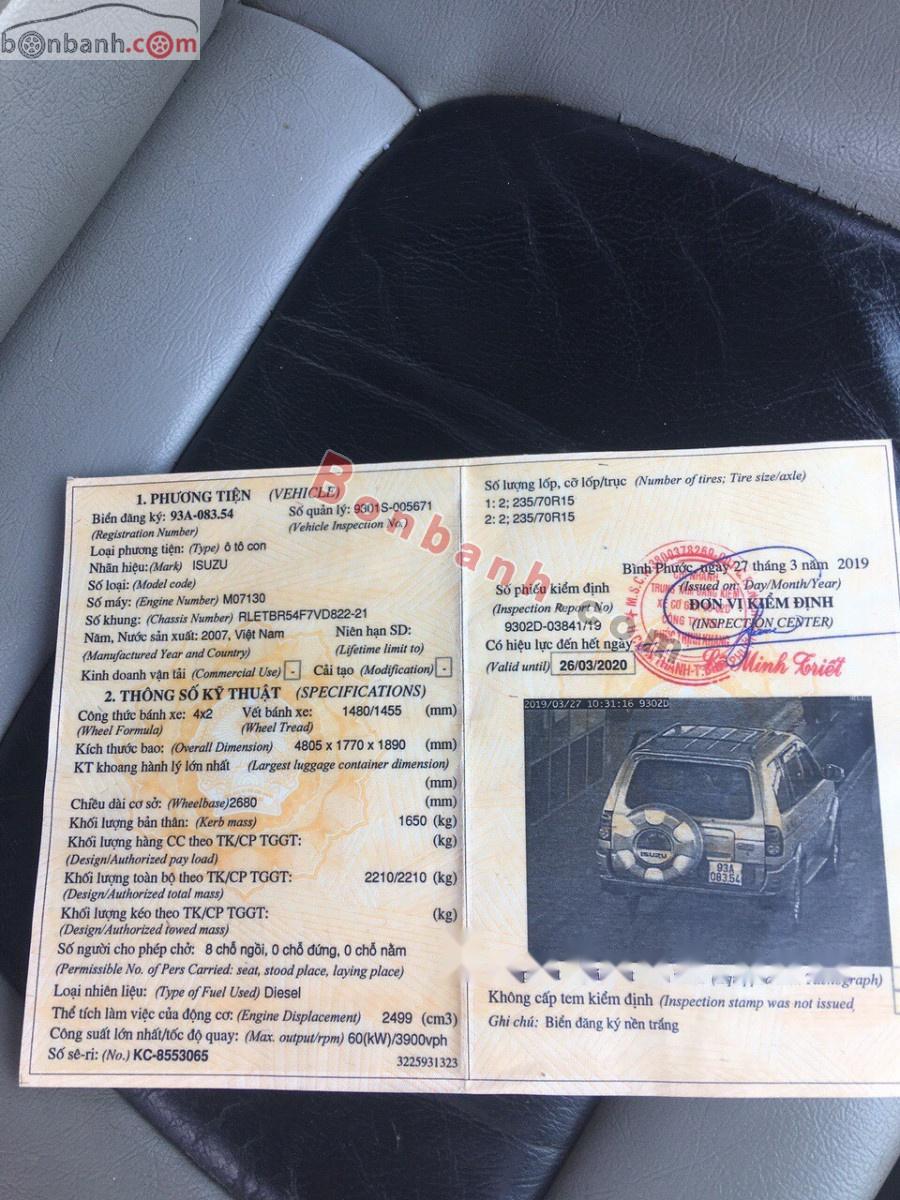 bonbanh.com
1. PHƯƠNG TIỆN (VEHICLE)
Biển đăng ký: 93A-083.54 Số quản lý: 9301S-005671
(Registration Number) (Vehicle Inspection No.)
Loại phương tiện: (Type) ô tô con
Nhãn hiệu: (Mark) ISUZU
Số loại: (Model code)
Số máy: (Engine Number) M07130
Số khung: (Chassis Number) RLETBR54F7VD822-21
Năm, Nước sản xuất: 2007, Việt Nam Niên hạn SD:
(Manufactured Year and Country) (Lifetime limit to)
Kinh doanh vận tải (Commercial Use) - Cải tạo (Modification) -
2. THÔNG SỐ KỸ THUẬT (SPECIFICATIONS)
Công thức bánh xe: 4x2 Vết bánh xe: 1480/1455 (mm)
(Wheel Formula) (Wheel Tread)
Kích thước bao: (Overall Dimension) 4805 x 1770 x 1890 (mm)
KT khoang hành lý lớn nhất (Largest luggage container dimension)
(mm)
Chiều dài cơ sở: (Wheelbase) 2680 (mm)
Khối lượng bản thân: (Kerb mass) 1650 (kg)
Khối lượng hàng CC theo TK/CP TGGT: (kg)
(Design/Authorized pay load)
Khối lượng toàn bộ theo TK/CP TGGT: 2210/2210 (kg)
(Design/Authorized total mass)
Khối lượng kéo theo TK/CP TGGT: (kg)
(Design/Authorized towed mass)
Số người cho phép chở: 8 chỗ ngồi, 0 chỗ đứng, 0 chỗ nằm
(Permissible No. of Pers Carried: seat, stood place, laying place)
Loại nhiên liệu: (Type of Fuel Used) Diesel
Thể tích làm việc của động cơ: (Engine Displacement) 2499 (cm3)
Công suất lớn nhất/tốc độ quay: (Max. output/rpm) 60(kW)/3900vph
Số sê-ri: (No.) KC-8553065 3225931323
Số lượng lốp, cỡ lốp/trục (Number of tires; Tire size/axle)
1: 2; 235/70R15
2: 2; 235/70R15
Bình Phước, ngày 27 tháng 3 năm 2019
(Issued on: Day/Month/Year)
Số phiếu kiểm định ĐƠN VỊ KIỂM ĐỊNH
(Inspection Report No) (INSPECTION CENTER)
9302D-03841/19
Có hiệu lực đến hết ngày
(Valid until) 26/03/2020
Minh Triết
2019/03/27 10:31:16 9302D
ISUZU
93A
083.54
Không cấp tem kiểm định (Inspection stamp was not issued
Ghi chú: Biển đăng ký nền trắng
Bonbanh.com